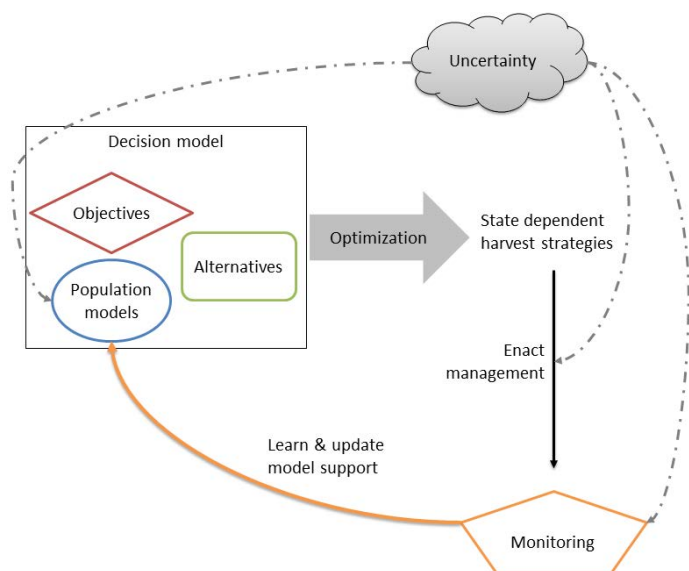 Uncertainty
Decision model
Objectives
Alternatives
Population
models
Optimization
State dependent
harvest strategies
Enact
management
Learn & update
model support
Monitoring